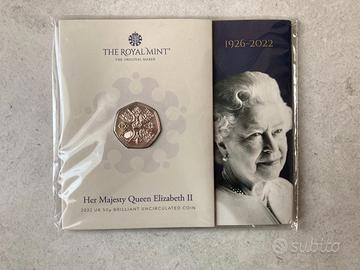 THE ROYAL MINT®
THE ORIGINAL MAKER
1926-2022
Her Majesty Queen Elizabeth II
2022 UK 50p BRILLIANT UNCIRCULATED COIN
subito